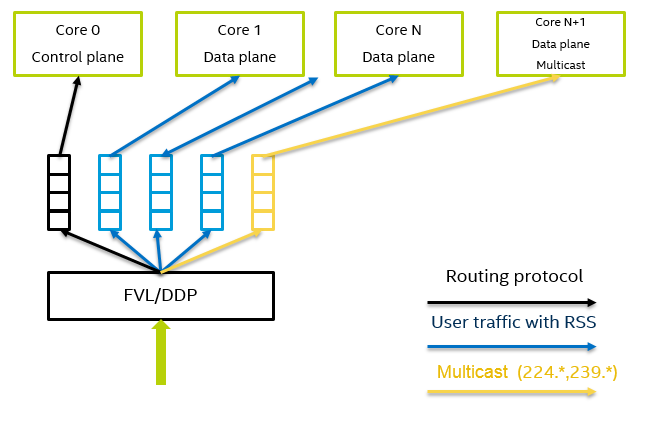 Core 0
Control plane
Core 1
Data plane
Core N
Data plane
Core N+1
Data plane
Multicast
FVL/DDP
Routing protocol
User traffic with RSS
Multicast (224.*,239.*)